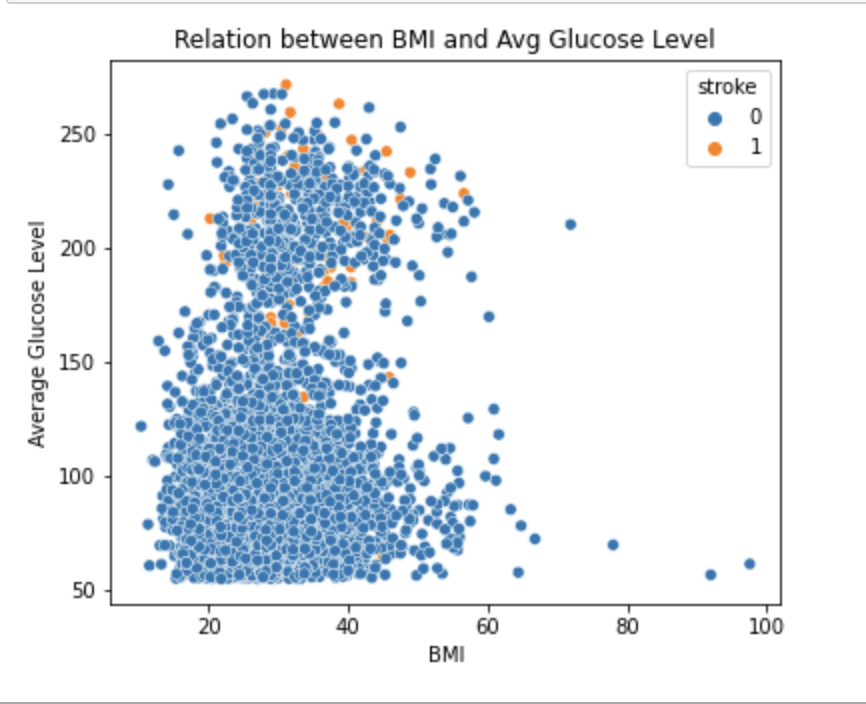 Relation between BMI and Avg Glucose Level
stroke
0
1
250
200
150
100
50
Average Glucose Level
20 40 60 80 100
BMI